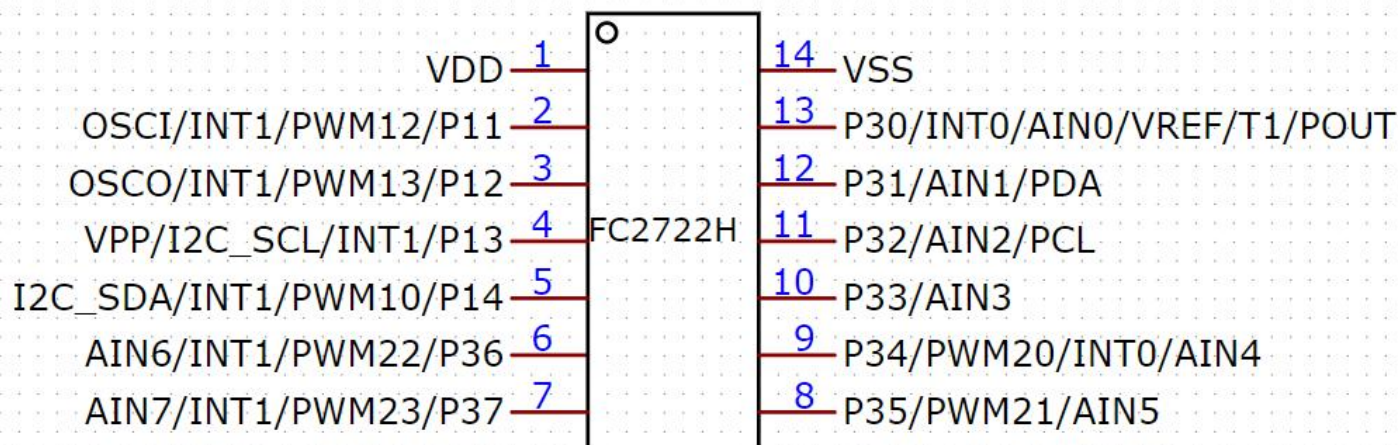 VDD 1 14 VSS
OSCI/INT1/PWM12/P11 2 13 P30/INT0/AIN0/VREF/T1/POUT
OSCO/INT1/PWM13/P12 3 12 P31/AIN1/PDA
VPP/I2C_SCL/INT1/P13 4 FC2722H 11 P32/AIN2/PCL
I2C_SDA/INT1/PWM10/P14 5 10 P33/AIN3
AIN6/INT1/PWM22/P36 6 9 P34/PWM20/INT0/AIN4
AIN7/INT1/PWM23/P37 7 8 P35/PWM21/AIN5